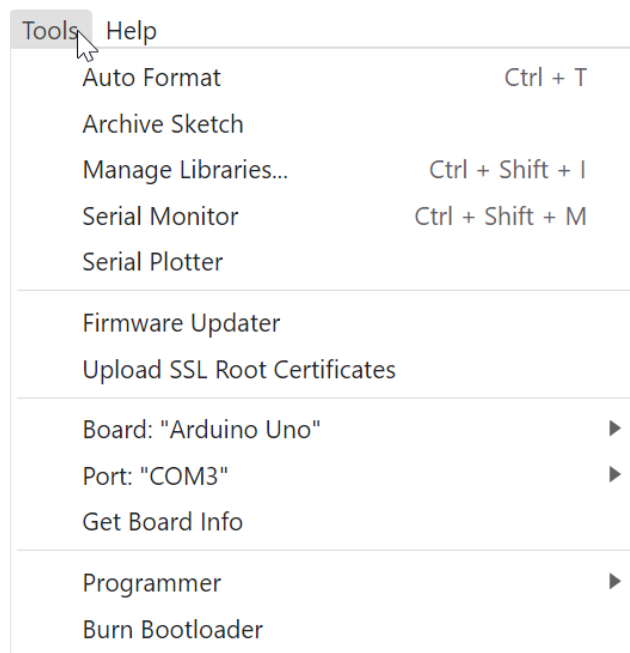 Tools Help
Auto Format Ctrl + T
Archive Sketch
Manage Libraries... Ctrl + Shift + I
Serial Monitor Ctrl + Shift + M
Serial Plotter
Firmware Updater
Upload SSL Root Certificates
Board: "Arduino Uno"
Port: "COM3"
Get Board Info
Programmer
Burn Bootloader